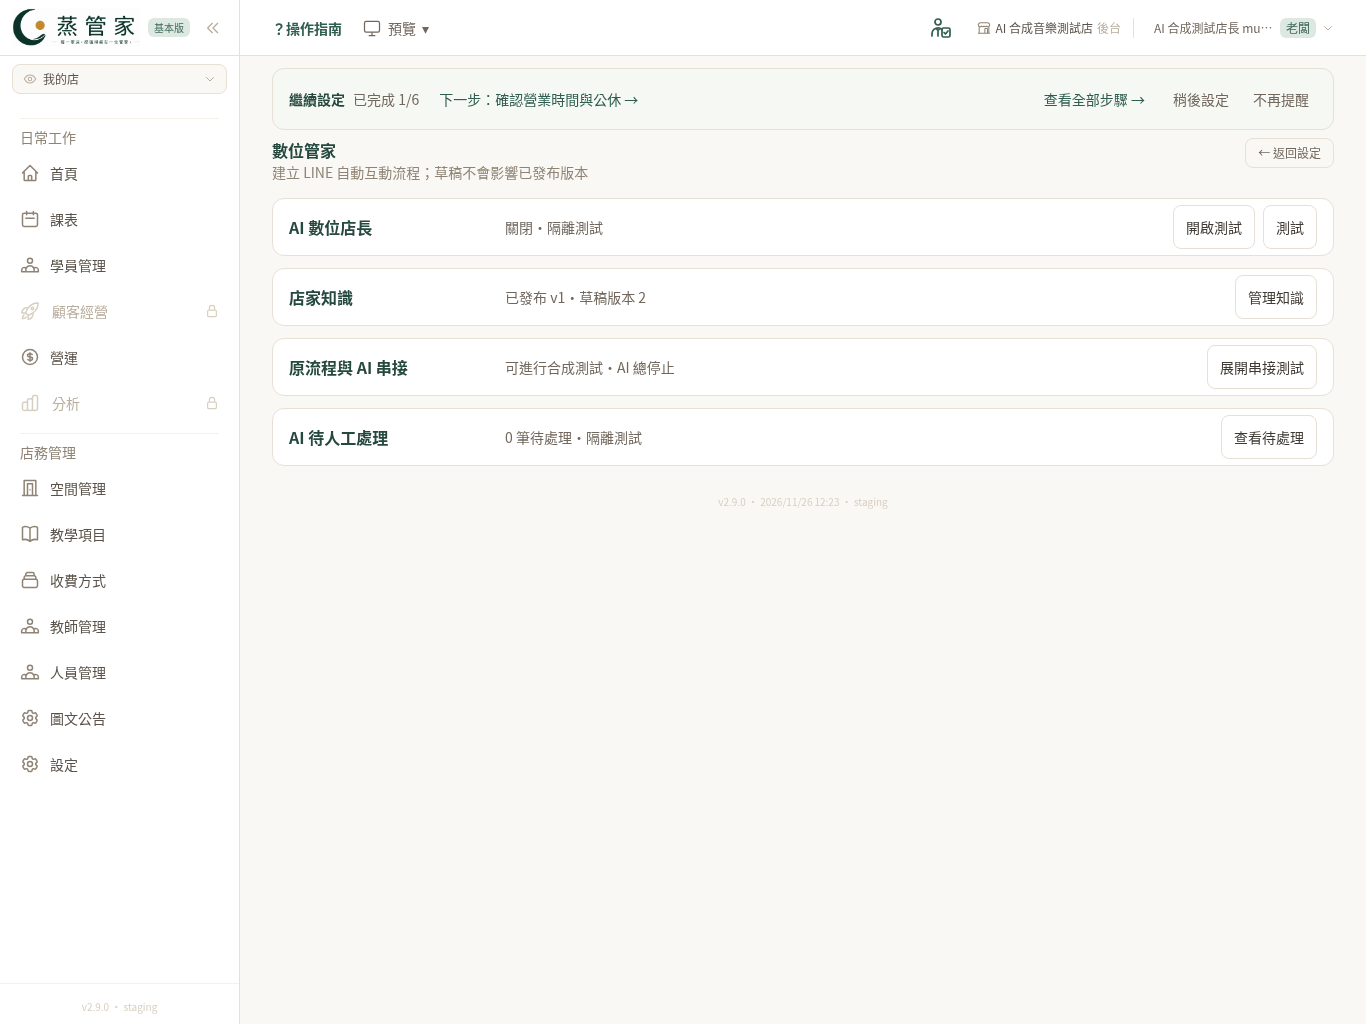 蒸管家
基本版
我的店
日常工作
首頁
課表
學員管理
顧客經營
營運
分析
店務管理
空間管理
教學項目
收費方式
教師管理
人員管理
圖文公告
設定
v2.9.0 · staging
？操作指南
預覽 ▾
AI 合成音樂測試店 後台
AI 合成測試店長 mu…
老闆
繼續設定 已完成 1/6 下一步：確認營業時間與公休 →
查看全部步驟 →
稍後設定
不再提醒
數位管家
建立 LINE 自動互動流程；草稿不會影響已發布版本
← 返回設定
AI 數位店長
關閉・隔離測試
開啟測試
測試
店家知識
已發布 v1・草稿版本 2
管理知識
原流程與 AI 串接
可進行合成測試・AI 總停止
展開串接測試
AI 待人工處理
0 筆待處理・隔離測試
查看待處理
v2.9.0 · 2026/11/26 12:23 · staging